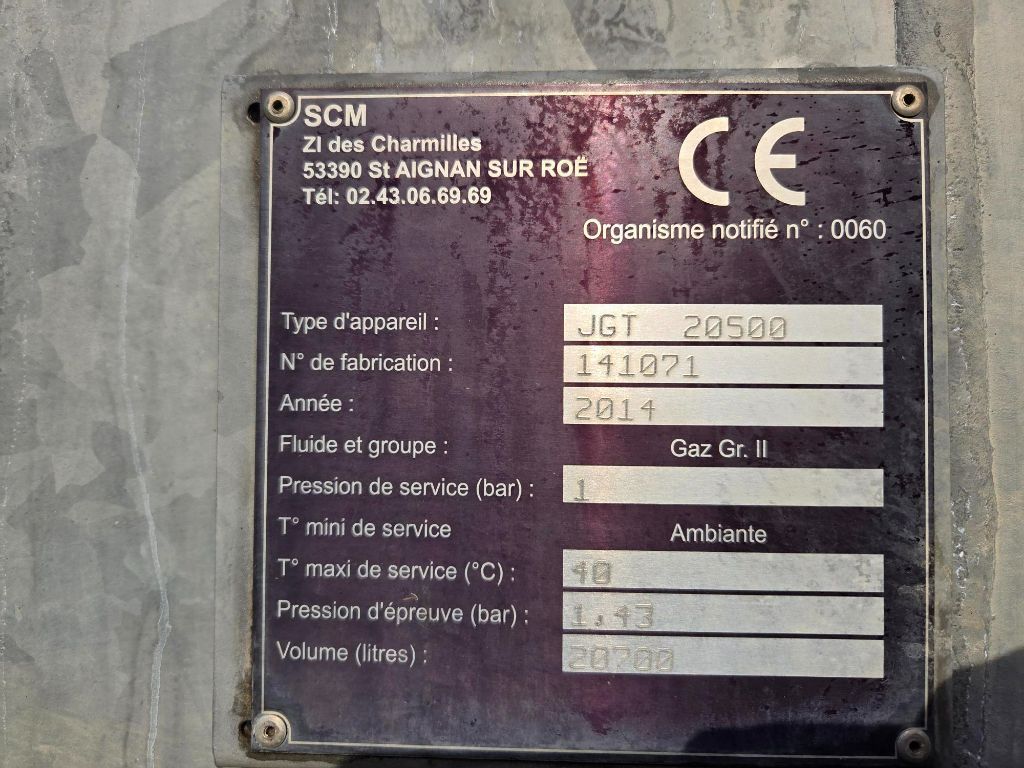 SCM
ZI des Charmilles
53390 St AIGNAN SUR ROË
Tél: 02.43.06.69.69
CE
Organisme notifié n° : 0060
Type d'appareil : JGT 20500
N° de fabrication : 141071
Année : 2014
Fluide et groupe : Gaz Gr. II
Pression de service (bar) : 1
T° mini de service Ambiante
T° maxi de service (°C) : 40
Pression d'épreuve (bar) : 1.43
Volume (litres) : 20700